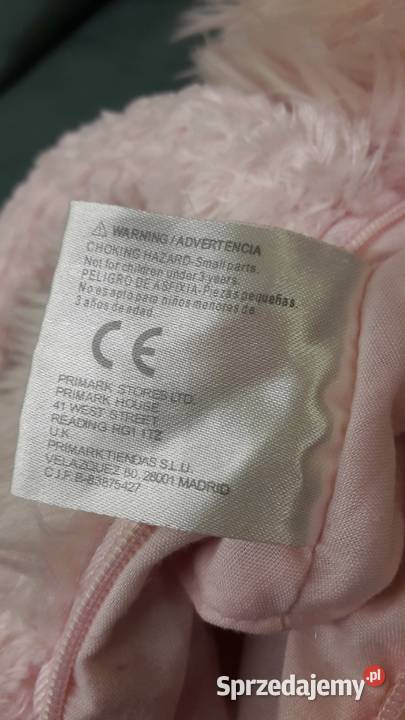 ⚠ WARNING/ADVERTENCIA
CHOKING HAZARD-Small parts.
Not for children under 3 years.
PELIGRO DE ASFIXIA-Piezas pequeñas.
No es apto para niños menores de
3 años de edad.
CE
PRIMARK STORES LTD.
PRIMARK HOUSE
41 WEST STREET
READING RG1 1TZ
U.K
PRIMARK TIENDAS S.L.U.
VELAZQUEZ 80, 28001 MADRID
C.I.F. B-83875427
Sprzedajemy.pl